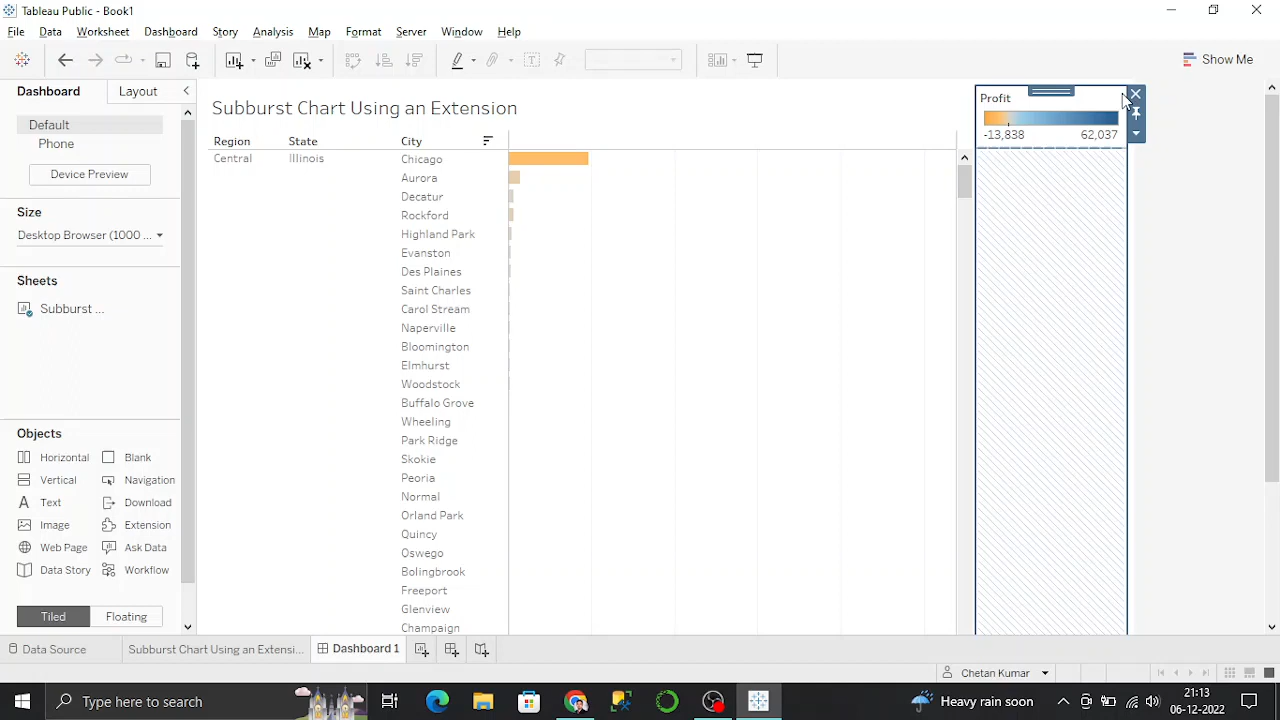 Tableau Public - Book1
File Data Worksheet Dashboard Story Analysis Map Format Server Window Help
Show Me
Dashboard Layout
Default
Phone
Device Preview
Size
Desktop Browser (1000 ...
Sheets
Subburst ...
Objects
Horizontal Blank
Vertical Navigation
Text Download
Image Extension
Web Page Ask Data
Data Story Workflow
Tiled Floating
Subburst Chart Using an Extension
Region State City
Central Illinois Chicago
Aurora
Decatur
Rockford
Highland Park
Evanston
Des Plaines
Saint Charles
Carol Stream
Naperville
Bloomington
Elmhurst
Woodstock
Buffalo Grove
Wheeling
Park Ridge
Skokie
Peoria
Normal
Orland Park
Quincy
Oswego
Bolingbrook
Freeport
Glenview
Champaign
Profit
-13,838 62,037
Data Source Subburst Chart Using an Extensi... Dashboard 1
Chetan Kumar
Type here to search
Heavy rain soon
21:13
06-12-2022